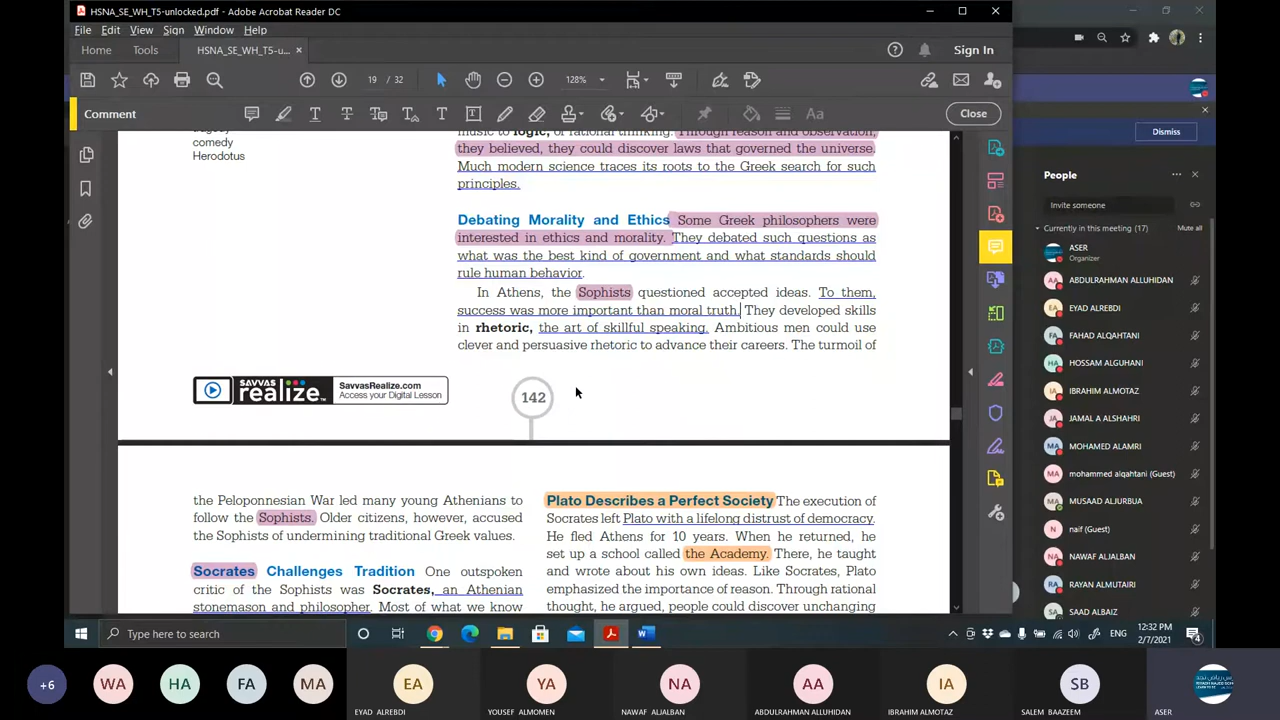 HSNA_SE_WH_T5-unlocked.pdf - Adobe Acrobat Reader DC
File Edit View Sign Window Help
Home Tools HSNA_SE_WH_T5-u... × Sign In
19 / 32 128%
Comment Close
tragedy
comedy
Herodotus
music to logic, or rational thinking. Through reason and observation,
they believed, they could discover laws that governed the universe.
Much modern science traces its roots to the Greek search for such
principles.
Debating Morality and Ethics Some Greek philosophers were
interested in ethics and morality. They debated such questions as
what was the best kind of government and what standards should
rule human behavior.
In Athens, the Sophists questioned accepted ideas. To them,
success was more important than moral truth. They developed skills
in rhetoric, the art of skillful speaking. Ambitious men could use
clever and persuasive rhetoric to advance their careers. The turmoil of
SAVVAS
realize™
SavvasRealize.com
Access your Digital Lesson
142
the Peloponnesian War led many young Athenians to
follow the Sophists. Older citizens, however, accused
the Sophists of undermining traditional Greek values.
Socrates Challenges Tradition One outspoken
critic of the Sophists was Socrates, an Athenian
stonemason and philosopher. Most of what we know
Plato Describes a Perfect Society The execution of
Socrates left Plato with a lifelong distrust of democracy.
He fled Athens for 10 years. When he returned, he
set up a school called the Academy. There, he taught
and wrote about his own ideas. Like Socrates, Plato
emphasized the importance of reason. Through rational
thought, he argued, people could discover unchanging
Dismiss
People
Invite someone
Currently in this meeting (17) Mute all
ASER
Organizer
AA ABDULRAHMAN ALLUHIDAN
EA EYAD ALREBDI
FA FAHAD ALQAHTANI
HA HOSSAM ALGUHANI
IA IBRAHIM ALMOTAZ
JA JAMAL A ALSHAHRI
MA MOHAMED ALAMRI
MA mohammed alqahtani (Guest)
MA MUSAAD ALJURBUA
N naif (Guest)
NA NAWAF ALJALBAN
RA RAYAN ALMUTAIRI
SA SAAD ALBAIZ
Type here to search
ENG
12:32 PM
2/7/2021
4
+6 WA HA FA MA EA YA NA AA IA SB
EYAD ALREBDI YOUSEF ALMOMEN NAWAF ALJALBAN ABDULRAHMAN ALLUHIDAN IBRAHIM ALMOTAZ SALEM BAAZEEM ASER